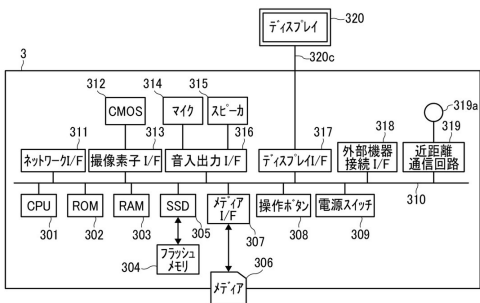 320
ディスプレイ
320c
3
312
314
315
CMOS
マイク
スピーカ
319a
311
313
316
317
318
319
ネットワークI/F
撮像素子 I/F
音入出力 I/F
ディスプレイI/F
外部機器
接続 I/F
近距離
通信回路
310
CPU
ROM
RAM
SSD
メディア
I/F
操作ボタン
電源スイッチ
301
302
303
305
307
308
309
304
フラッシュ
メモリ
306
メディア